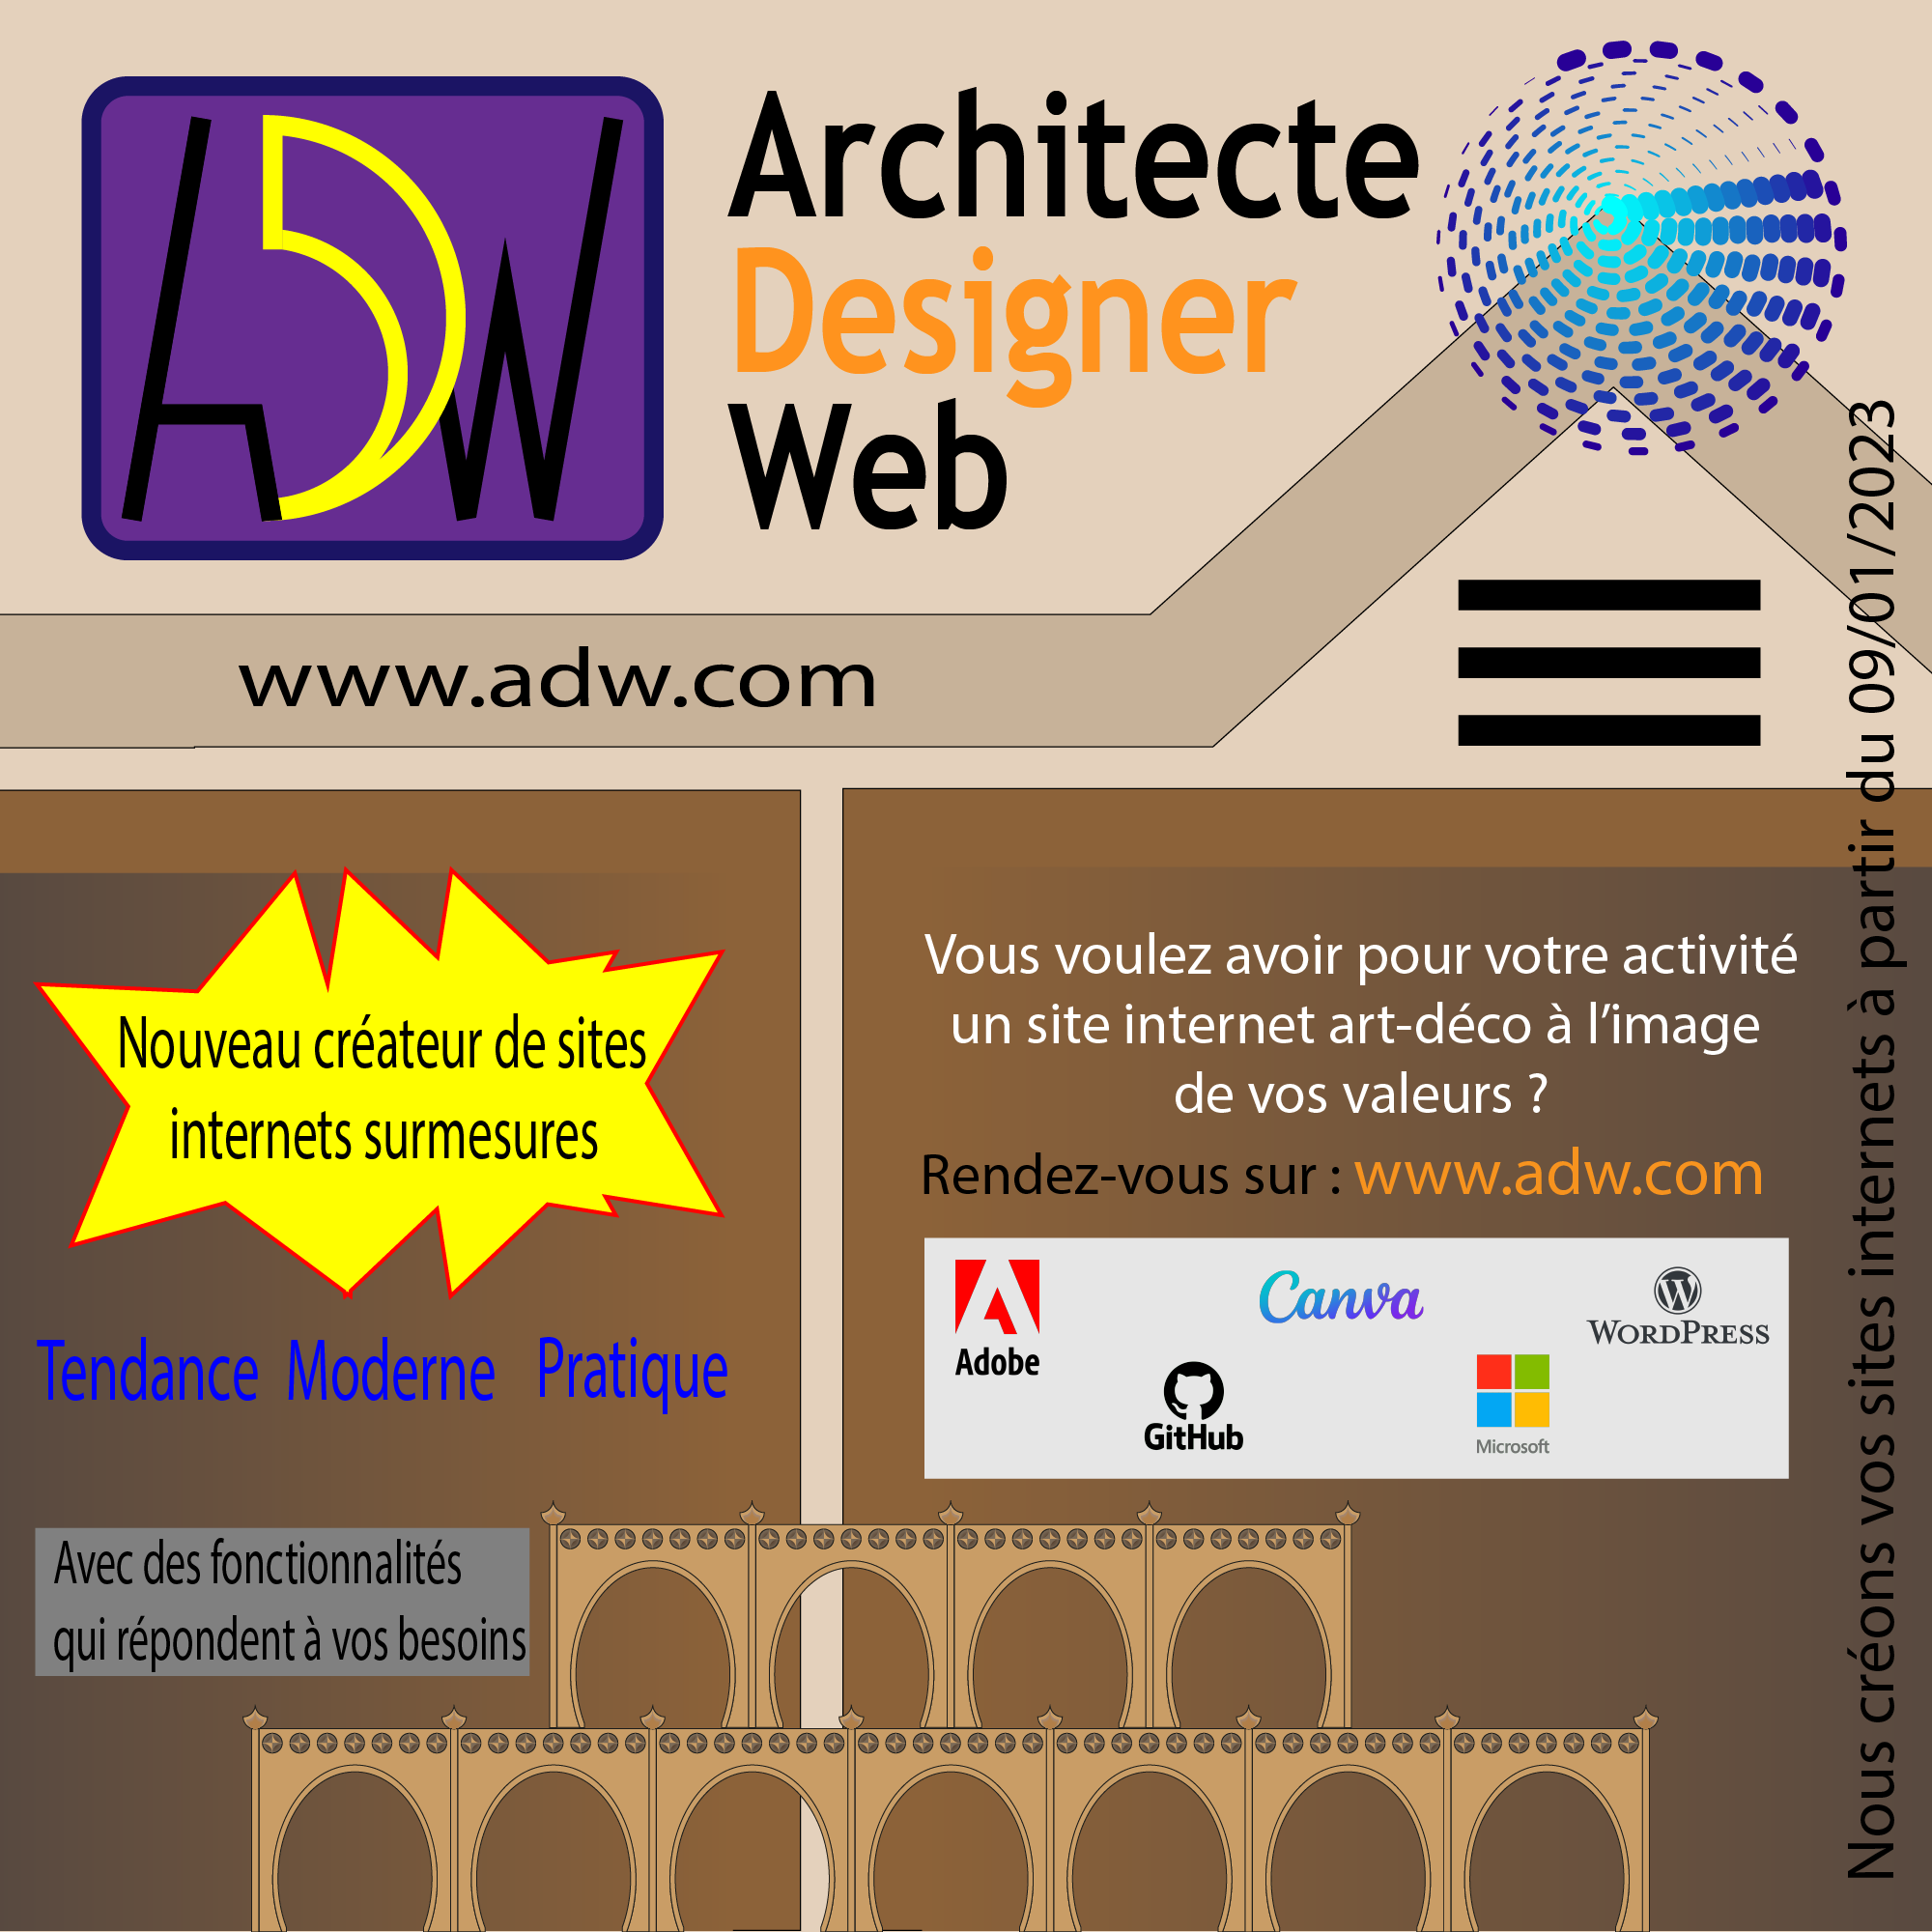 ADW
Architecte
Designer
Web
www.adw.com
Nouveau créateur de sites
internets surmesures
Tendance Moderne Pratique
Avec des fonctionnalités
qui répondent à vos besoins
Vous voulez avoir pour votre activité
un site internet art-déco à l’image
de vos valeurs ?
Rendez-vous sur : www.adw.com
Adobe
Canva
WORDPRESS
GitHub
Microsoft
Nous créons vos sites internets à partir du 09/01/2023